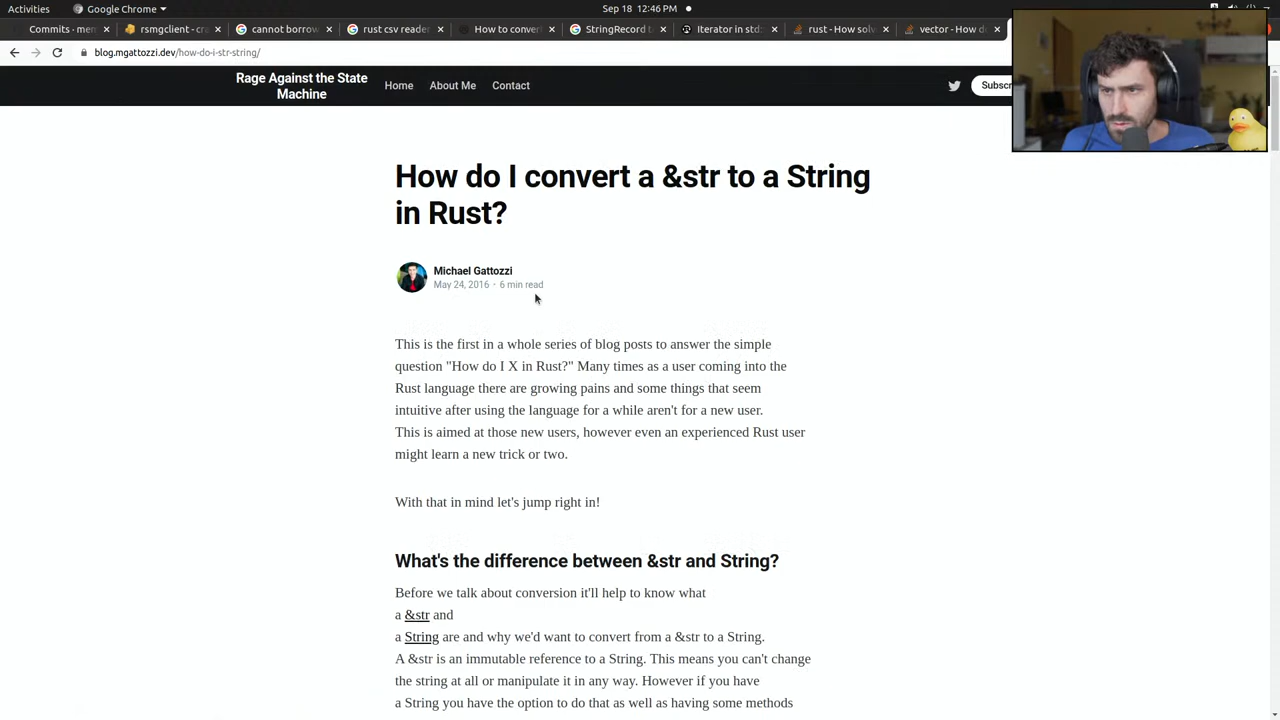 Activities
Google Chrome
Sep 18 12:46 PM
Commits · mem
rsmgclient - cra
cannot borrow
rust csv reader
How to convert
StringRecord to
Iterator in std::
rust - How solv
vector - How do
blog.mgattozzi.dev/how-do-i-str-string/
Rage Against the State
Machine
Home
About Me
Contact
How do I convert a &str to a String
in Rust?
Michael Gattozzi
May 24, 2016 • 6 min read
This is the first in a whole series of blog posts to answer the simple
question "How do I X in Rust?" Many times as a user coming into the
Rust language there are growing pains and some things that seem
intuitive after using the language for a while aren't for a new user.
This is aimed at those new users, however even an experienced Rust user
might learn a new trick or two.
With that in mind let's jump right in!
What's the difference between &str and String?
Before we talk about conversion it'll help to know what
a &str and
a String are and why we'd want to convert from a &str to a String.
A &str is an immutable reference to a String. This means you can't change
the string at all or manipulate it in any way. However if you have
a String you have the option to do that as well as having some methods